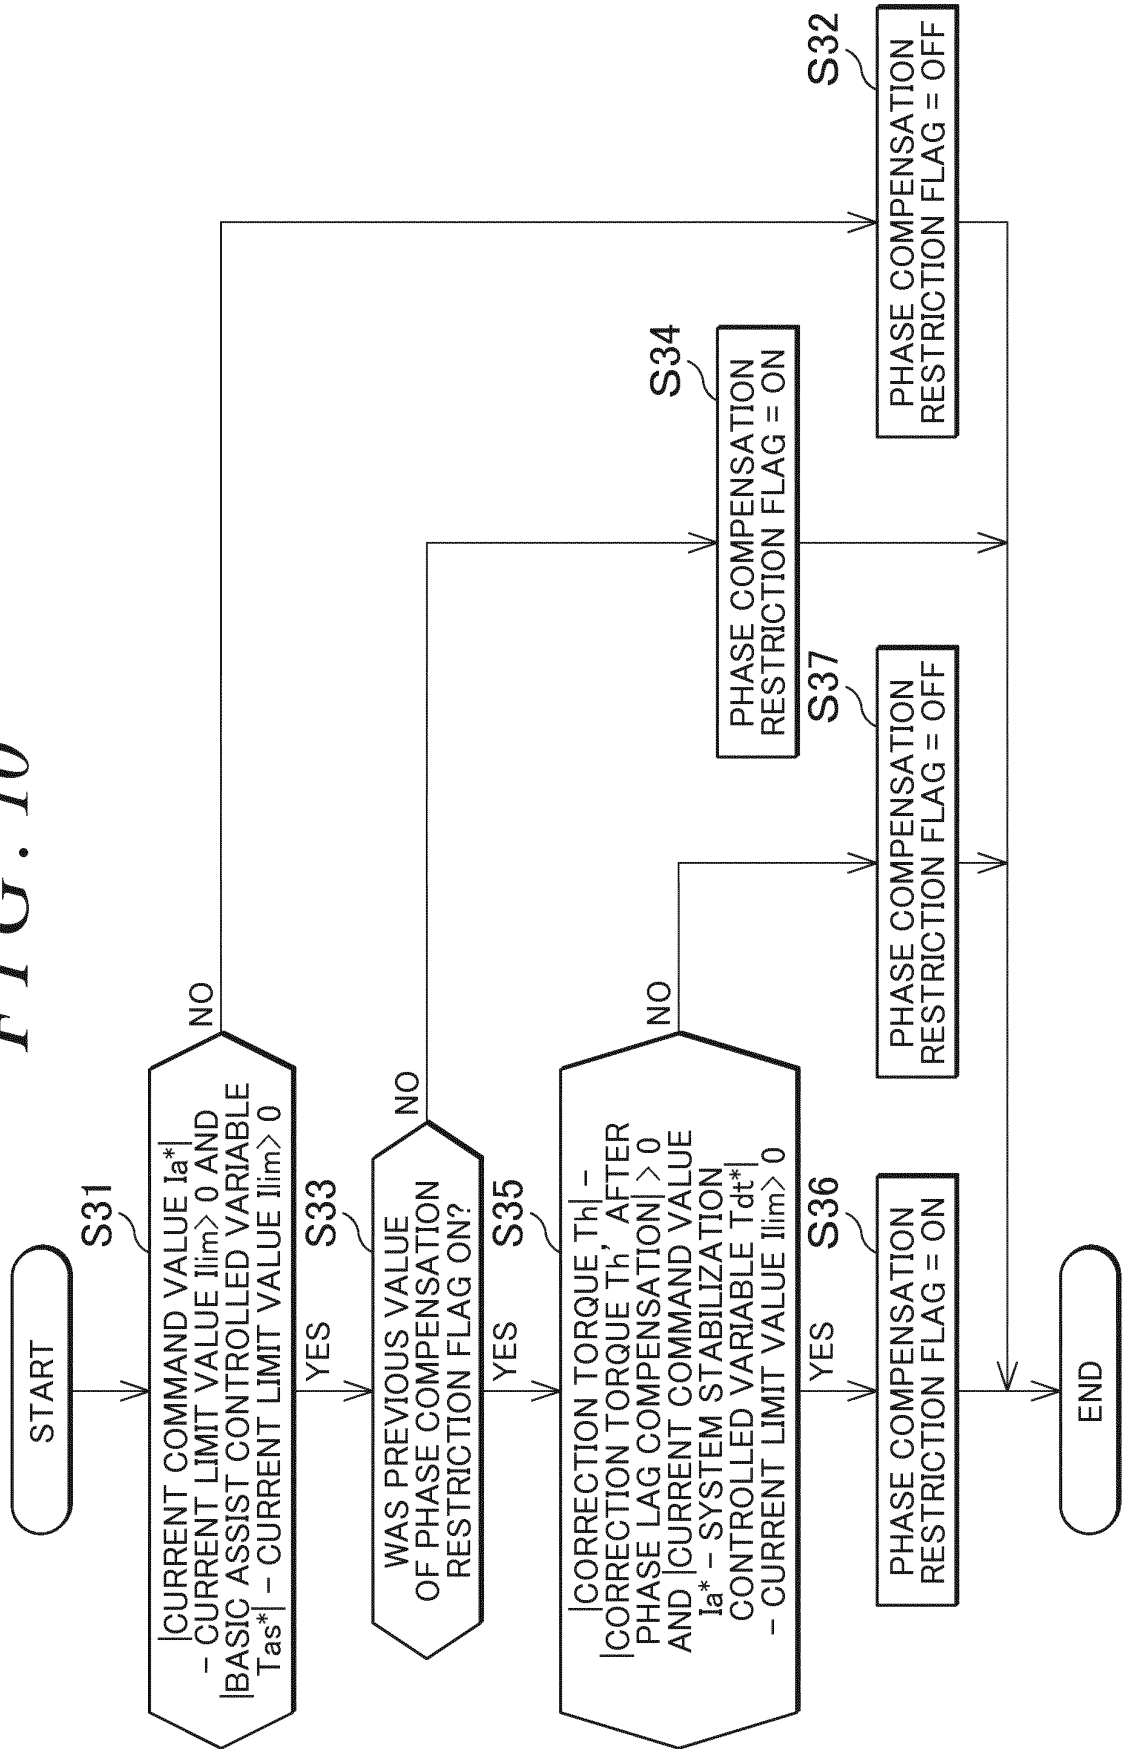 FIG. 10
START
S31
|CURRENT COMMAND VALUE Ia*|
- CURRENT LIMIT VALUE Ilim> 0 AND
|BASIC ASSIST CONTROLLED VARIABLE
Tas*| - CURRENT LIMIT VALUE Ilim> 0
NO
YES
S33
WAS PREVIOUS VALUE
OF PHASE COMPENSATION
RESTRICTION FLAG ON?
NO
YES
S35
|CORRECTION TORQUE Th| -
|CORRECTION TORQUE Th', AFTER
PHASE LAG COMPENSATION| > 0
AND |CURRENT COMMAND VALUE
Ia* - SYSTEM STABILIZATION
CONTROLLED VARIABLE Tdt*|
- CURRENT LIMIT VALUE Ilim> 0
NO
YES
S36
PHASE COMPENSATION
RESTRICTION FLAG = ON
S37
PHASE COMPENSATION
RESTRICTION FLAG = OFF
S34
PHASE COMPENSATION
RESTRICTION FLAG = ON
S32
PHASE COMPENSATION
RESTRICTION FLAG = OFF
END